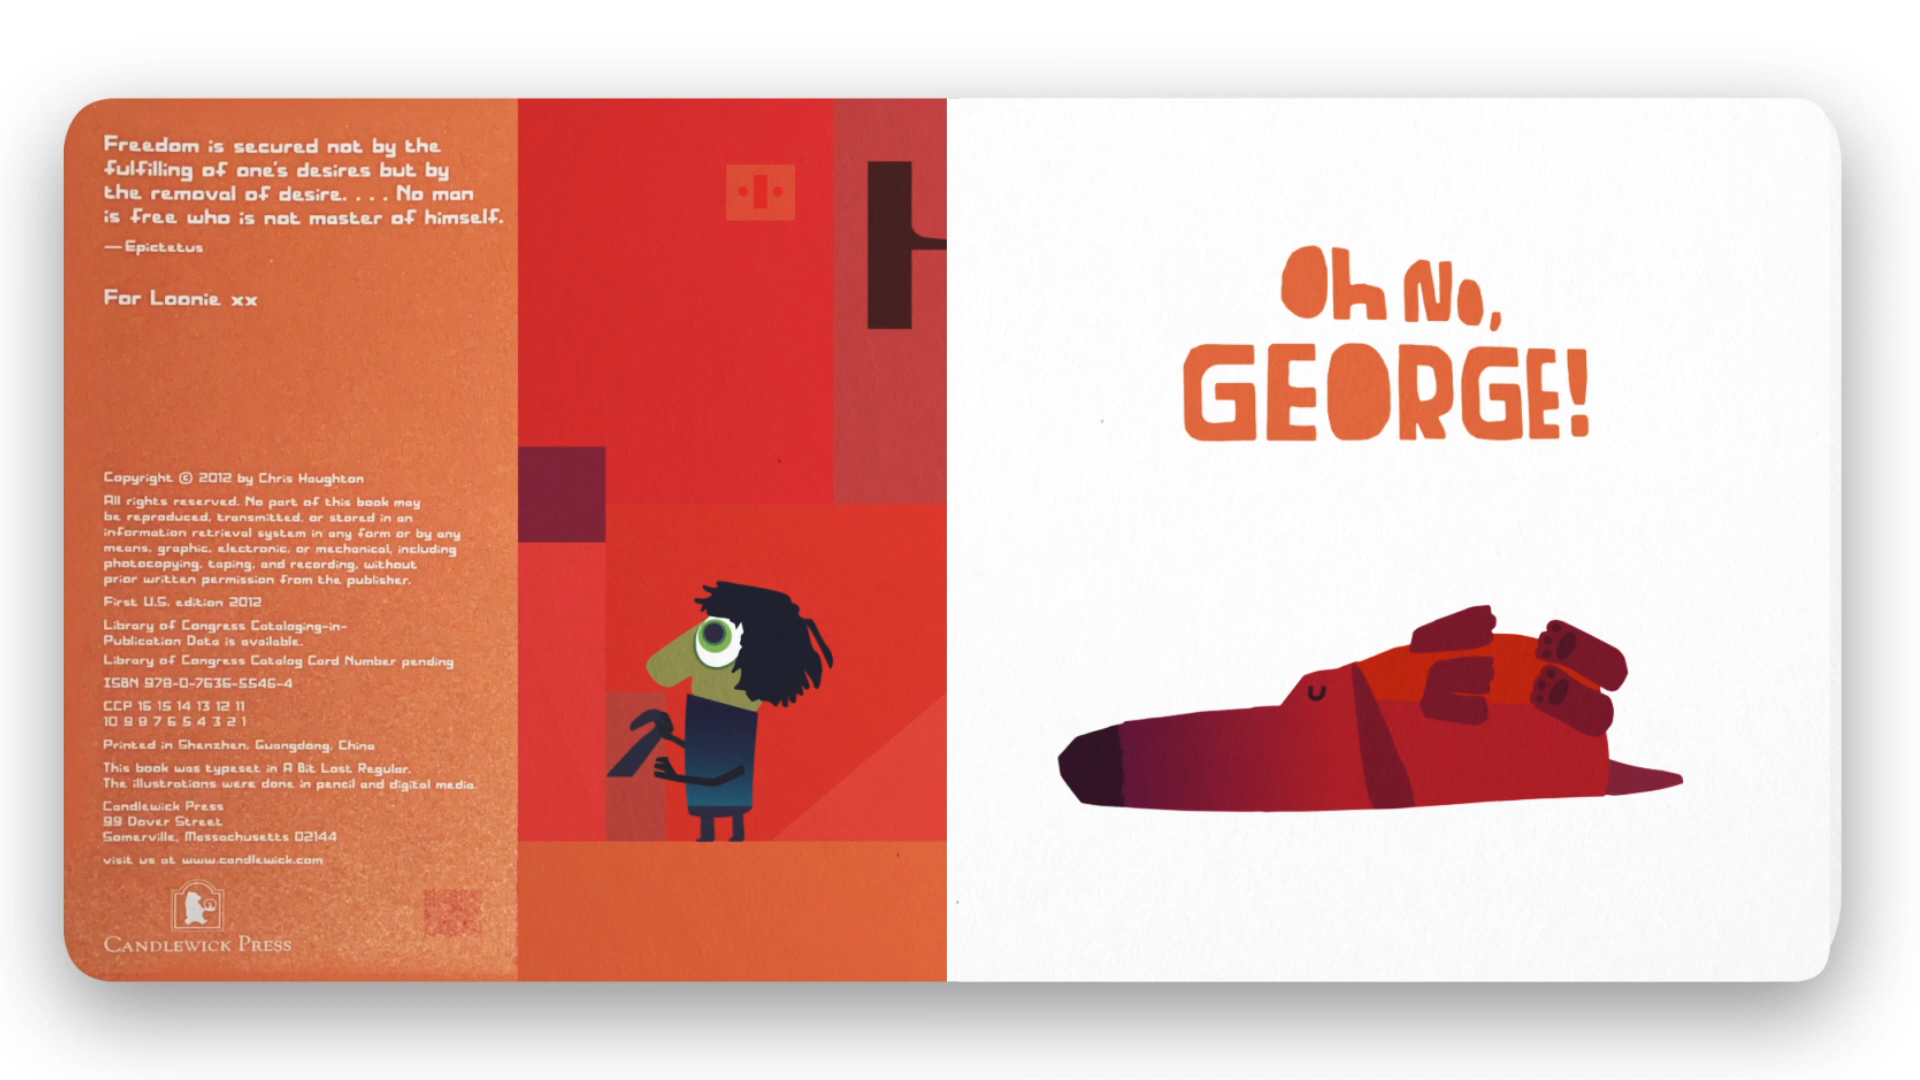 Freedom is secured not by the
fulfilling of one's desires but by
the removal of desire. . . . No man
is free who is not master of himself.
— Epictetus
For Loonie xx
Copyright © 2012 by Chris Haughton
All rights reserved. No part of this book may
be reproduced, transmitted, or stored in an
information retrieval system in any form or by any
means, graphic, electronic, or mechanical, including
photocopying, taping, and recording, without
prior written permission from the publisher.
First U.S. edition 2012
Library of Congress Cataloging-in-
Publication Data is available.
Library of Congress Catalog Card Number pending
ISBN 978-0-7636-5546-4
CCP 16 15 14 13 12 11
10 9 8 7 6 5 4 3 2 1
Printed in Shenzhen, Guangdong, China
This book was typeset in A Bit Lost Regular.
The illustrations were done in pencil and digital media.
Candlewick Press
99 Dover Street
Somerville, Massachusetts 02144
visit us at www.candlewick.com
CANDLEWICK PRESS
Oh No,
GEORGE!